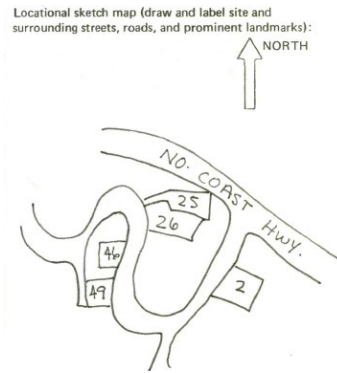 Locational sketch map (draw and label site and
surrounding streets, roads, and prominent landmarks):
NORTH
NO. COAST HWY.
25
26
46
2
49